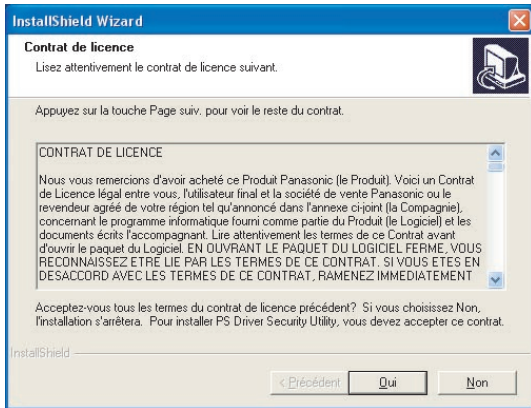 InstallShield Wizard
Contrat de licence
Lisez attentivement le contrat de licence suivant.
Appuyez sur la touche Page suiv. pour voir le reste du contrat.
CONTRAT DE LICENCE
Nous vous remercions d'avoir acheté ce Produit Panasonic (le Produit). Voici un Contrat
de Licence légal entre vous, l'utilisateur final et la société de vente Panasonic ou le
revendeur agréé de votre région tel qu'annoncé dans l'annexe ci-joint (la Compagnie),
concernant le programme informatique fourni comme partie du Produit (le Logiciel) et les
documents écrits l'accompagnant. Lire attentivement les termes de ce Contrat avant
d'ouvrir le paquet du Logiciel. EN OUVRANT LE PAQUET DU LOGICIEL FERME, VOUS
RECONNAISSEZ ETRE LIE PAR LES TERMES DE CE CONTRAT. SI VOUS ETES EN
DESACCORD AVEC LES TERMES DE CE CONTRAT, RAMENEZ IMMEDIATEMENT
Acceptez-vous tous les termes du contrat de licence précédent? Si vous choisissez Non,
l'installation s'arrêtera. Pour installer PS Driver Security Utility, vous devez accepter ce contrat.
InstallShield
< Précédent Oui Non